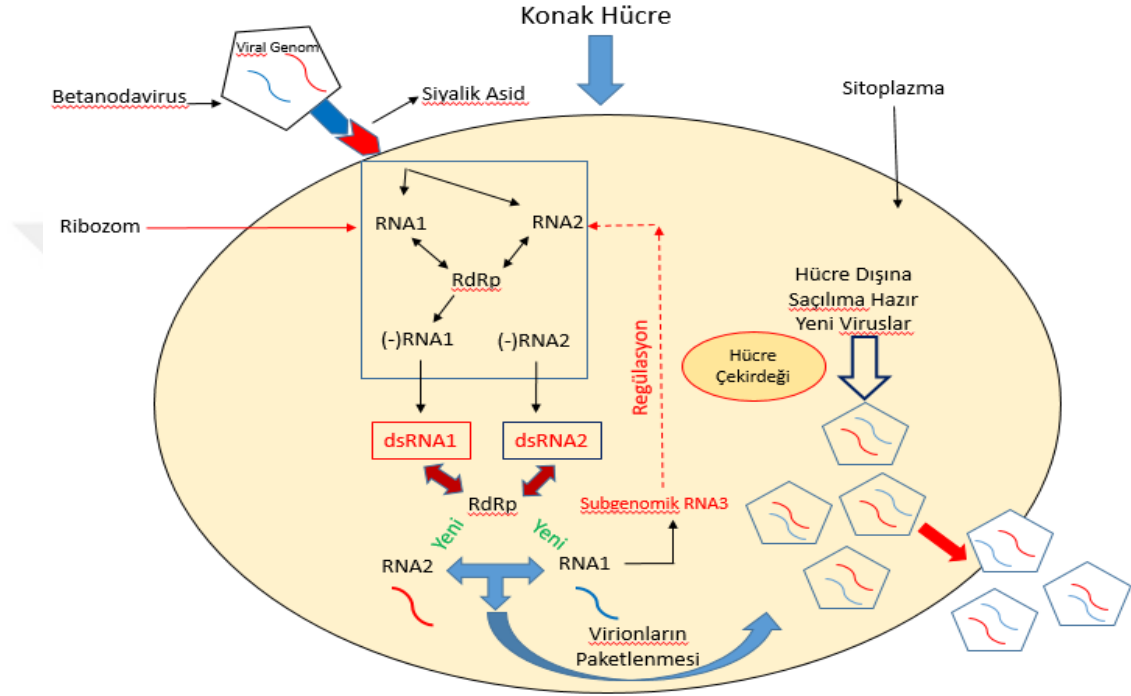 Konak Hücre
Viral Genom
Betanodavirus
Siyalik Asid
Sitoplazma
Ribozom
RNA1
RNA2
RdRp
(-)RNA1
(-)RNA2
Regülasyon
Hücre Dışına
Saçılıma Hazır
Yeni Viruslar
Hücre
Çekirdeği
dsRNA1
dsRNA2
RdRp
Subgenomik RNA3
Yeni
Yeni
RNA2
RNA1
Virionların
Paketlenmesi